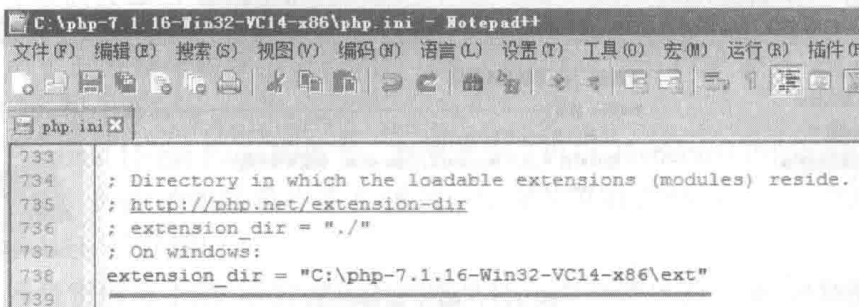 C:\php-7.1.16-Win32-VC14-x86\php.ini - Notepad++
文件(F) 编辑(E) 搜索(S) 视图(V) 编码(N) 语言(L) 设置(T) 工具(O) 宏(M) 运行(R) 插件(P
php.ini
733
734 ; Directory in which the loadable extensions (modules) reside.
735 ; http://php.net/extension-dir
736 ; extension_dir = "./"
737 ; On windows:
738 extension_dir = "C:\php-7.1.16-Win32-VC14-x86\ext"
739